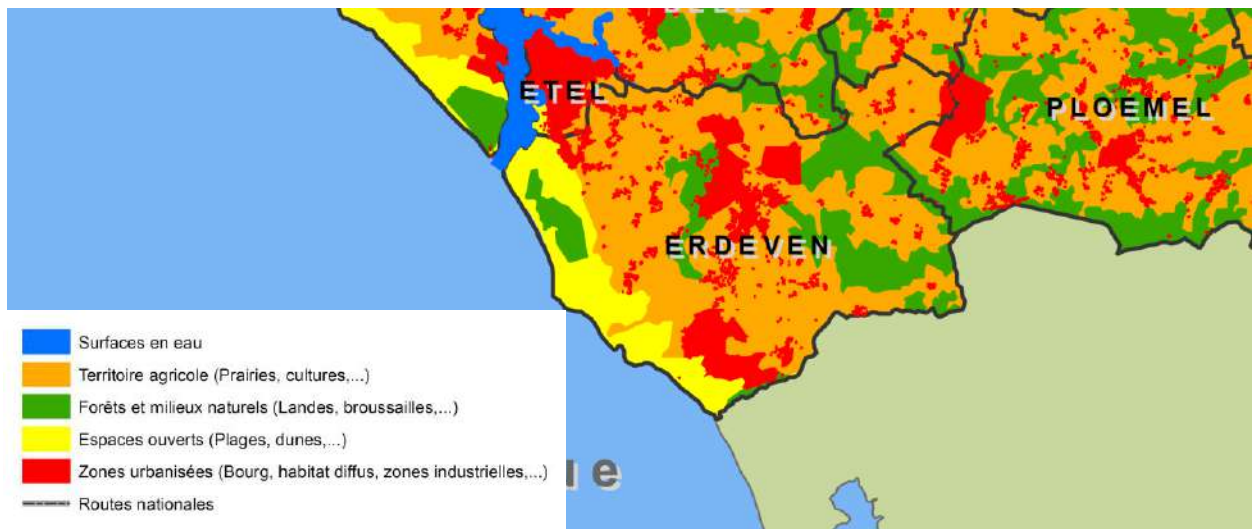 ETEL
PLOEMEL
ERDEVEN
Surfaces en eau
Territoire agricole (Prairies, cultures,...)
Forêts et milieux naturels (Landes, broussailles,...)
Espaces ouverts (Plages, dunes,...)
Zones urbanisées (Bourg, habitat diffus, zones industrielles,...)
Routes nationales
ue